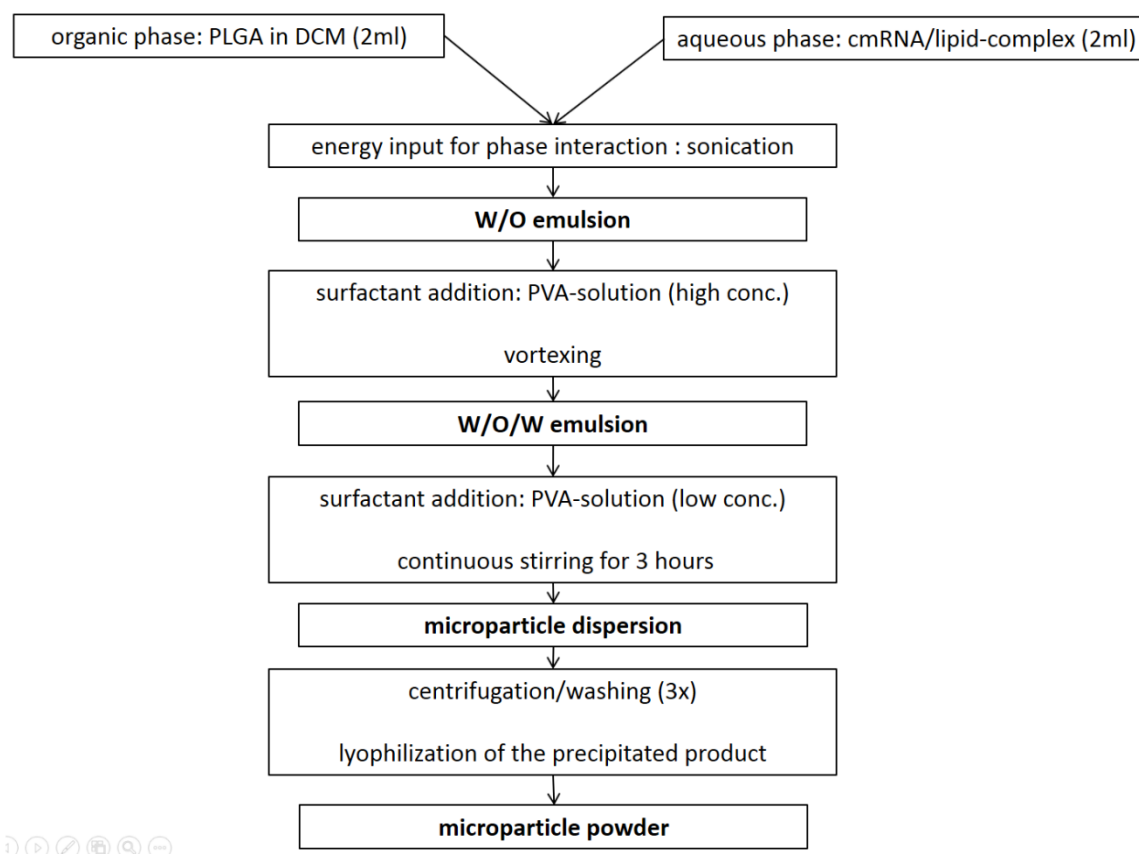 organic phase: PLGA in DCM (2ml)
aqueous phase: cmRNA/lipid-complex (2ml)
energy input for phase interaction : sonication
W/O emulsion
surfactant addition: PVA-solution (high conc.)
vortexing
W/O/W emulsion
surfactant addition: PVA-solution (low conc.)
continuous stirring for 3 hours
microparticle dispersion
centrifugation/washing (3x)
lyophilization of the precipitated product
microparticle powder